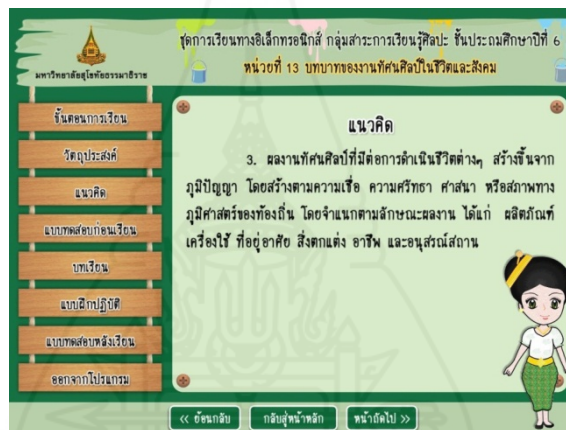 ชุดการเรียนทางอิเล็กทรอนิกส์ กลุ่มสาระการเรียนรู้ศิลปะ ชั้นประถมศึกษาปีที่ 6
หน่วยที่ 13 บทบาทของงานทัศนศิลป์ในชีวิตและสังคม
มหาวิทยาลัยสุโขทัยธรรมาธิราช
ขั้นตอนการเรียน
วัตถุประสงค์
แนวคิด
แบบทดสอบก่อนเรียน
บทเรียน
แบบฝึกปฏิบัติ
แบบทดสอบหลังเรียน
ออกจากโปรแกรม
แนวคิด
3. ผลงานทัศนศิลป์ที่มีต่อการดำเนินชีวิตต่างๆ สร้างขึ้นจาก
ภูมิปัญญา โดยสร้างตามความเชื่อ ความศรัทธา ศาสนา หรือสภาพทาง
ภูมิศาสตร์ของท้องถิ่น โดยจำแนกตามลักษณะผลงาน ได้แก่ ผลิตภัณฑ์
เครื่องใช้ ที่อยู่อาศัย สิ่งตกแต่ง อาชีพ และอนุสรณ์สถาน
<< ย้อนกลับ
กลับสู่หน้าหลัก
หน้าถัดไป >>